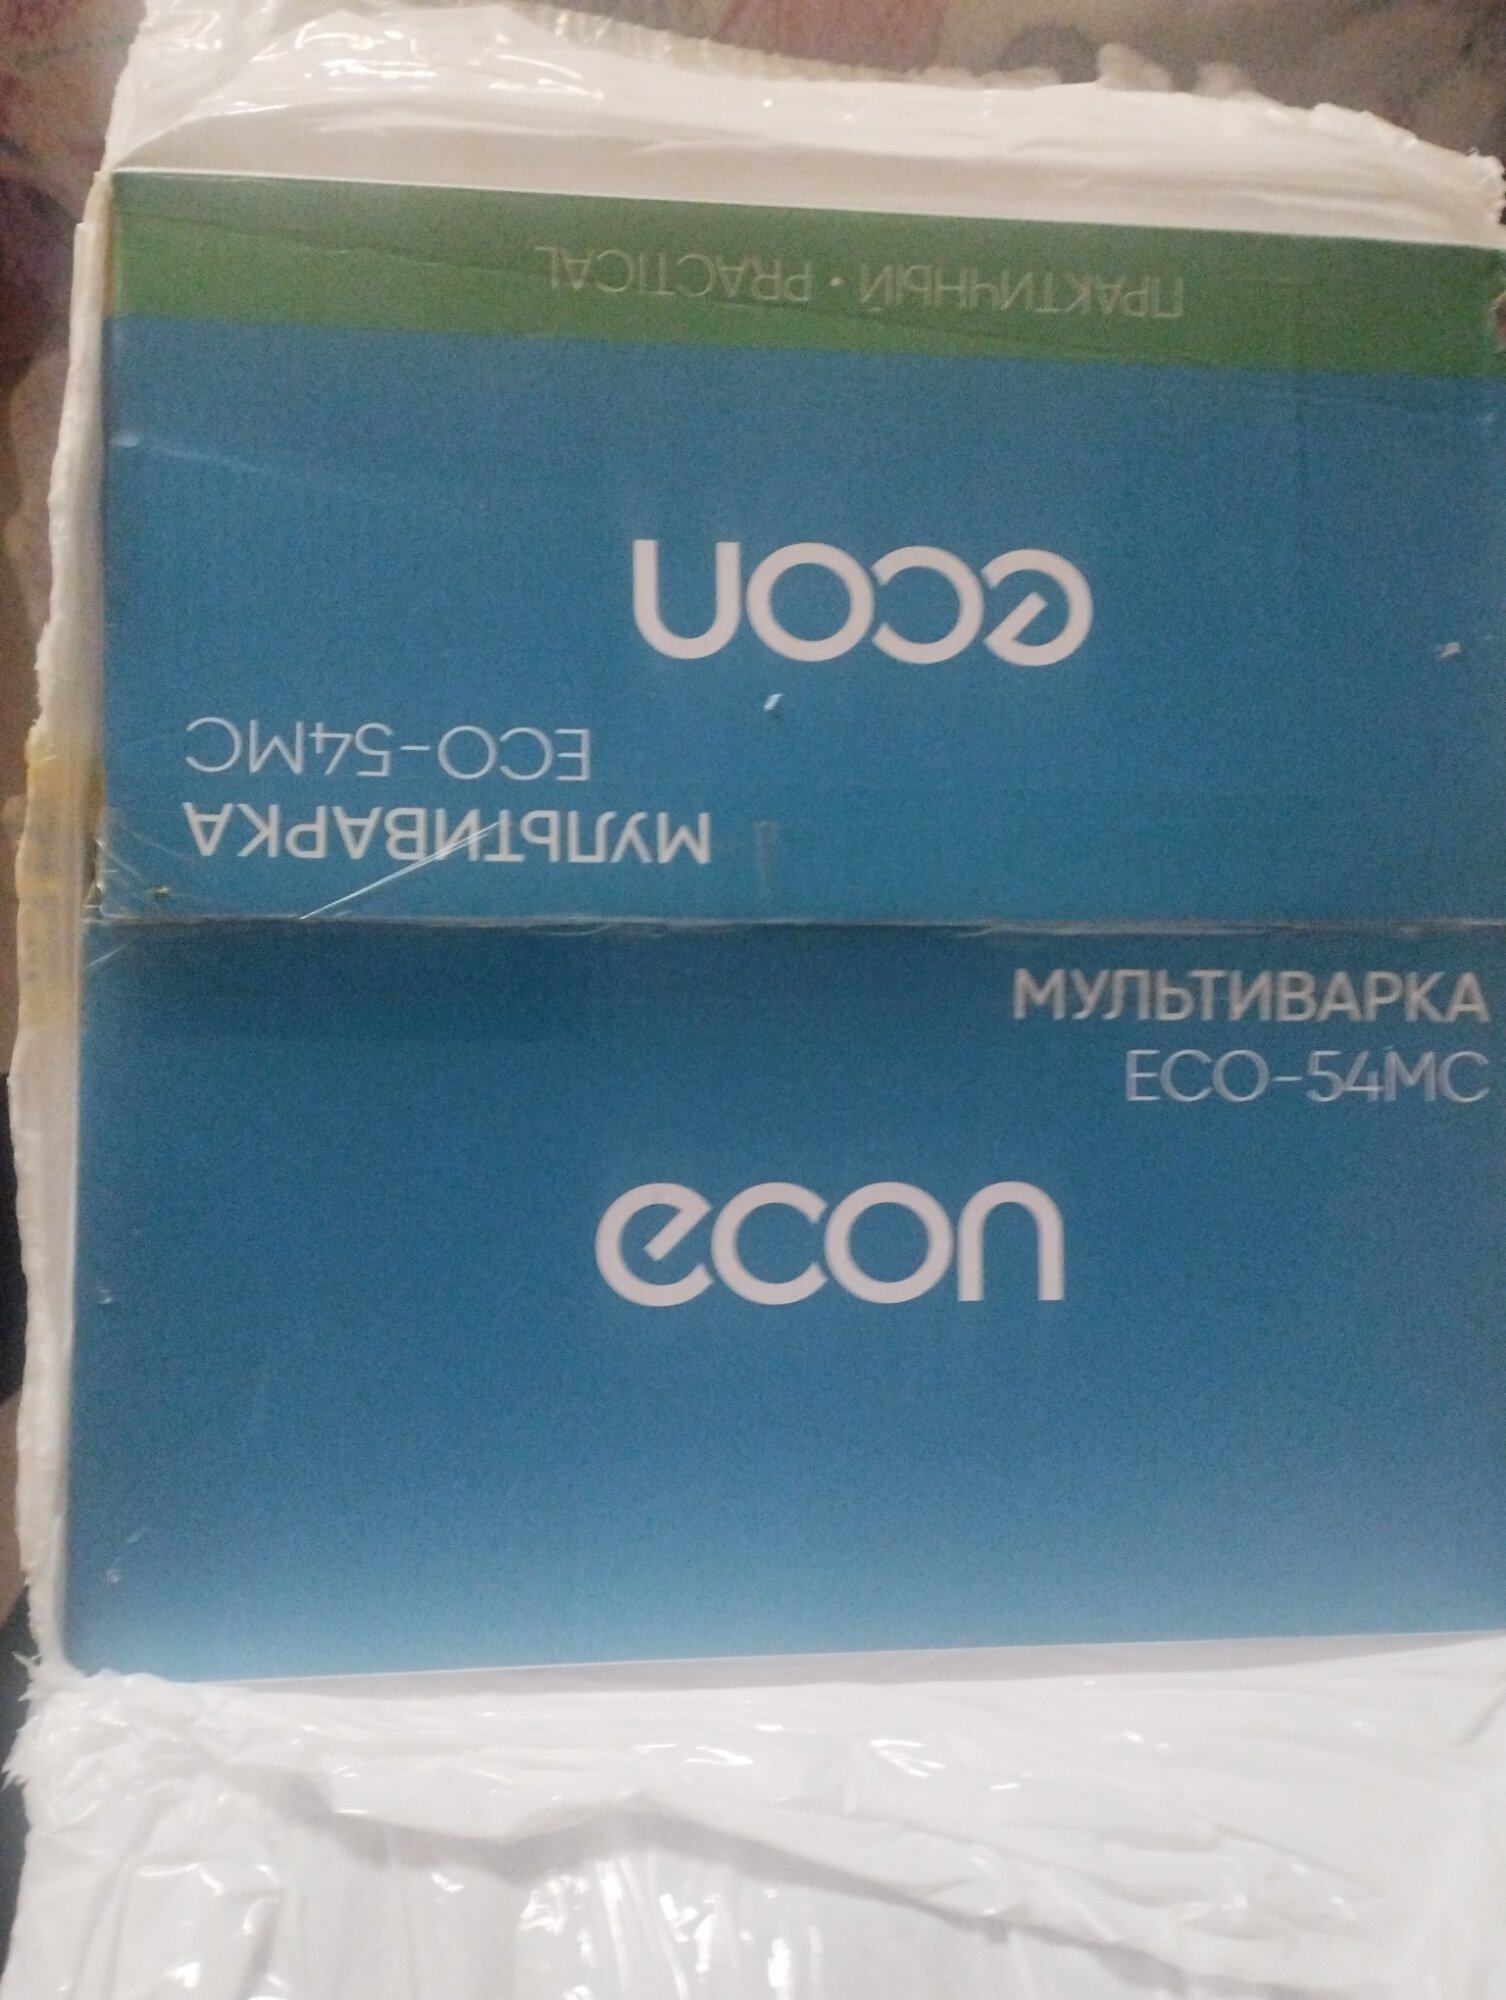 ПРАКТИЧНЫЙ • PRACTICAL
econ
ECO-54MC
МУЛЬТИВАРКА
МУЛЬТИВАРКА
ECO-54MC
econ